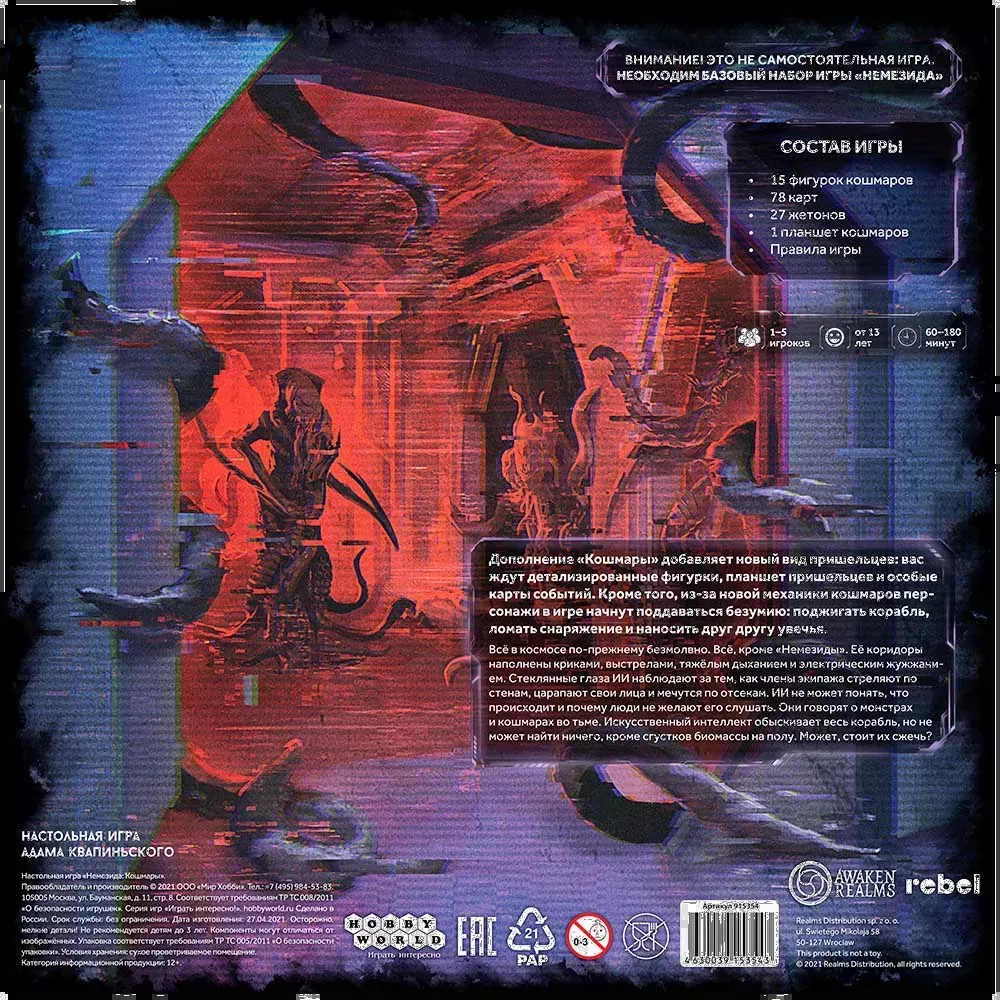 ВНИМАНИЕ! ЭТО НЕ САМОСТОЯТЕЛЬНАЯ ИГРА.
НЕОБХОДИМ БАЗОВЫЙ НАБОР ИГРЫ «НЕМЕЗИДА»
СОСТАВ ИГРЫ
• 15 фигурок кошмаров
• 78 карт
• 27 жетонов
• 1 планшет кошмаров
• Правила игры
1–5
игроков
от 13
лет
60–180
минут
Дополнение «Кошмары» добавляет новый вид пришельцев: вас
ждут детализированные фигурки, планшет пришельцев и особые
карты событий. Кроме того, из-за новой механики кошмаров пер-
сонажи в игре начнут поддаваться безумию: поджигать корабль,
ломать снаряжение и наносить друг другу увечья.
Всё в космосе по-прежнему безмолвно. Всё, кроме «Немезиды». Её коридоры
наполнены криками, выстрелами, тяжёлым дыханием и электрическим жужжани-
ем. Стеклянные глаза ИИ наблюдают за тем, как члены экипажа стреляют по
стенам, царапают свои лица и мечутся по отсекам. ИИ не может понять, что
происходит и почему люди не желают его слушать. Они говорят о монстрах
и кошмарах во тьме. Искусственный интеллект обыскивает весь корабль, но не
может найти ничего, кроме сгустков биомассы на полу. Может, стоит их сжечь?
НАСТОЛЬНАЯ ИГРА
АДАМА КВАПИНЬСКОГО
Настольная игра «Немезида: Кошмары».
Правообладатель и производитель © 2021 ООО «Мир Хобби». Тел.: +7 (495) 984-53-83.
105005 Москва, ул. Бауманская, д. 11, стр. 8. Соответствует требованиям ТР ТС 008/2011
«О безопасности игрушек». Серия игр «Играть интересно!». hobbyworld.ru Сделано в
России. Срок службы: без ограничений. Дата изготовления: 27.04.2021. Осторожно,
мелкие детали! Не рекомендуется детям до 3 лет. Компоненты могут отличаться от
изображённых. Упаковка соответствует требованиям ТР ТС 005/2011 «О безопасности
упаковки». Условия хранения: сухое проветриваемое помещение.
Категория информационной продукции: 12+.
HOBBY
WORLD
Играть интересно
EAC
21
PAP
0-3
Артикул 915354
4 630039 153543
AWAKEN
REALMS
rebel
Realms Distribution sp. z o. o.
ul. Swietego Mikolaja 58
50-127 Wroclaw
This product is not a toy.
© 2021 Realms Distribution, all rights reserved.